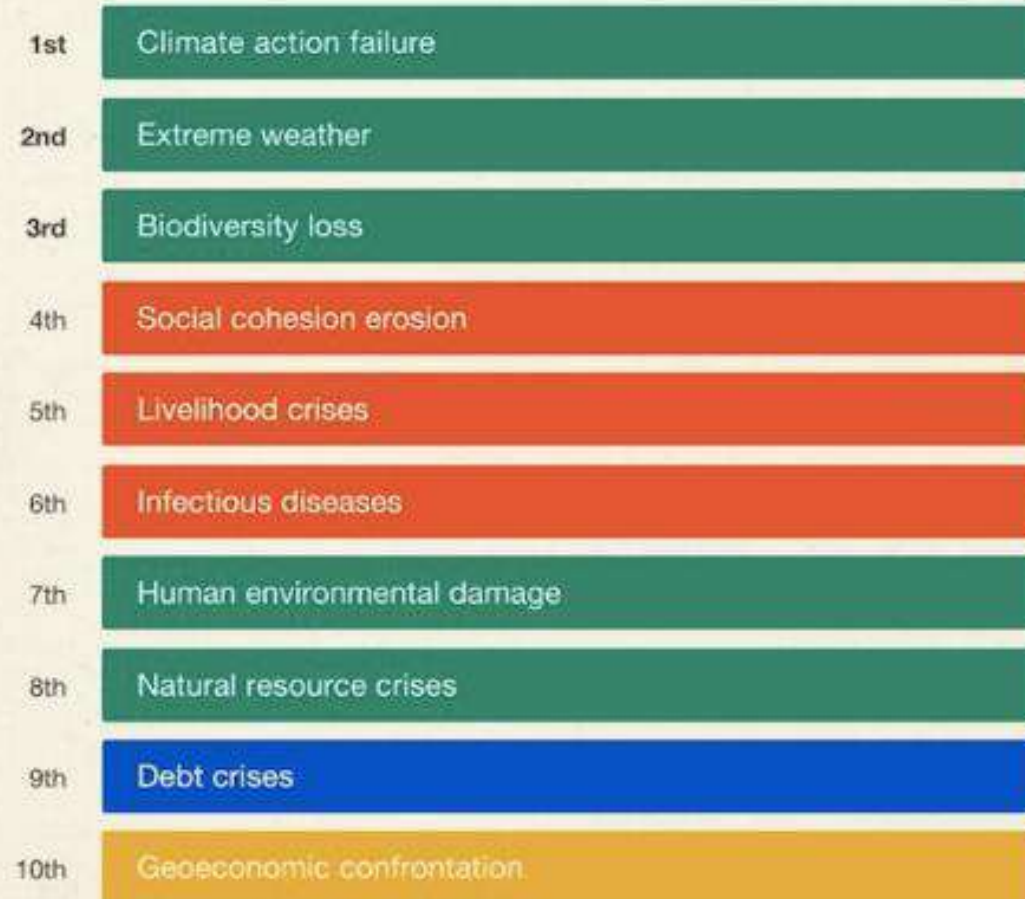 1st Climate action failure
2nd Extreme weather
3rd Biodiversity loss
4th Social cohesion erosion
5th Livelihood crises
6th Infectious diseases
7th Human environmental damage
8th Natural resource crises
9th Debt crises
10th Geoeconomic confrontation